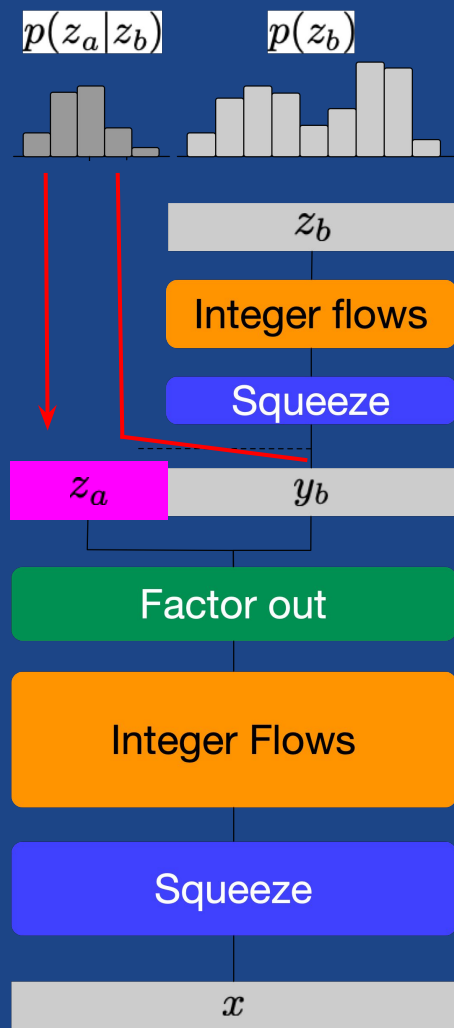 p(z_a|z_b) p(z_b)
z_b
Integer flows
Squeeze
z_a y_b
Factor out
Integer Flows
Squeeze
x